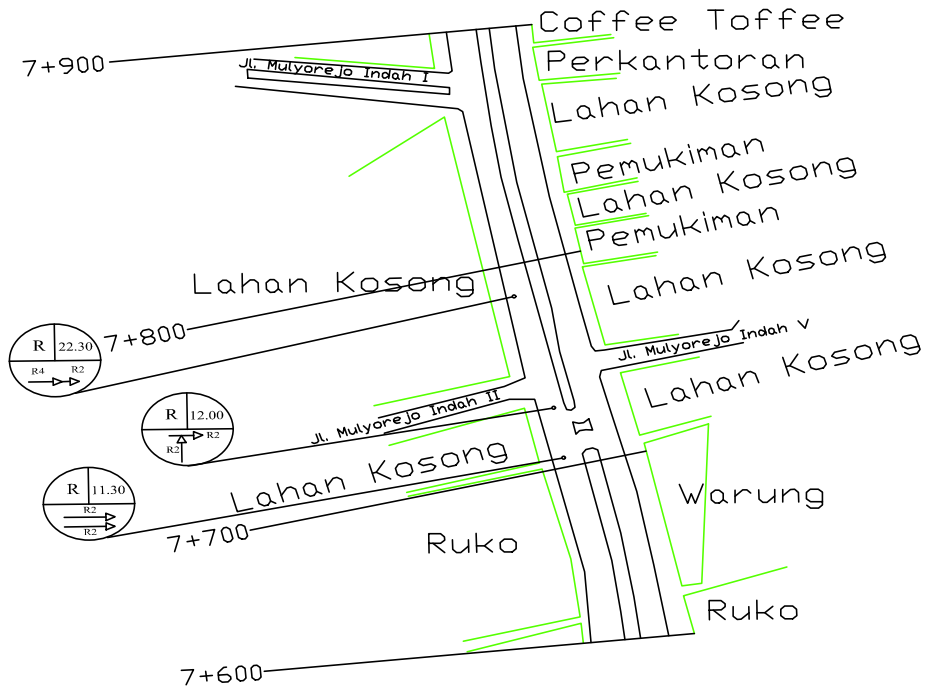 Coffee Toffee
7+900
Perkantoran
Jl. Mulyorejo Indah I
Lahan Kosong
Pemukiman
Lahan Kosong
Pemukiman
Lahan Kosong
Lahan Kosong
7+800
R 22.30
R4 R2
Jl. Mulyorejo Indah V
Lahan Kosong
R 12.00
R2
R2
Jl. Mulyorejo Indah II
Lahan Kosong
R 11.30
R2
R2
Warung
7+700
Ruko
Ruko
7+600